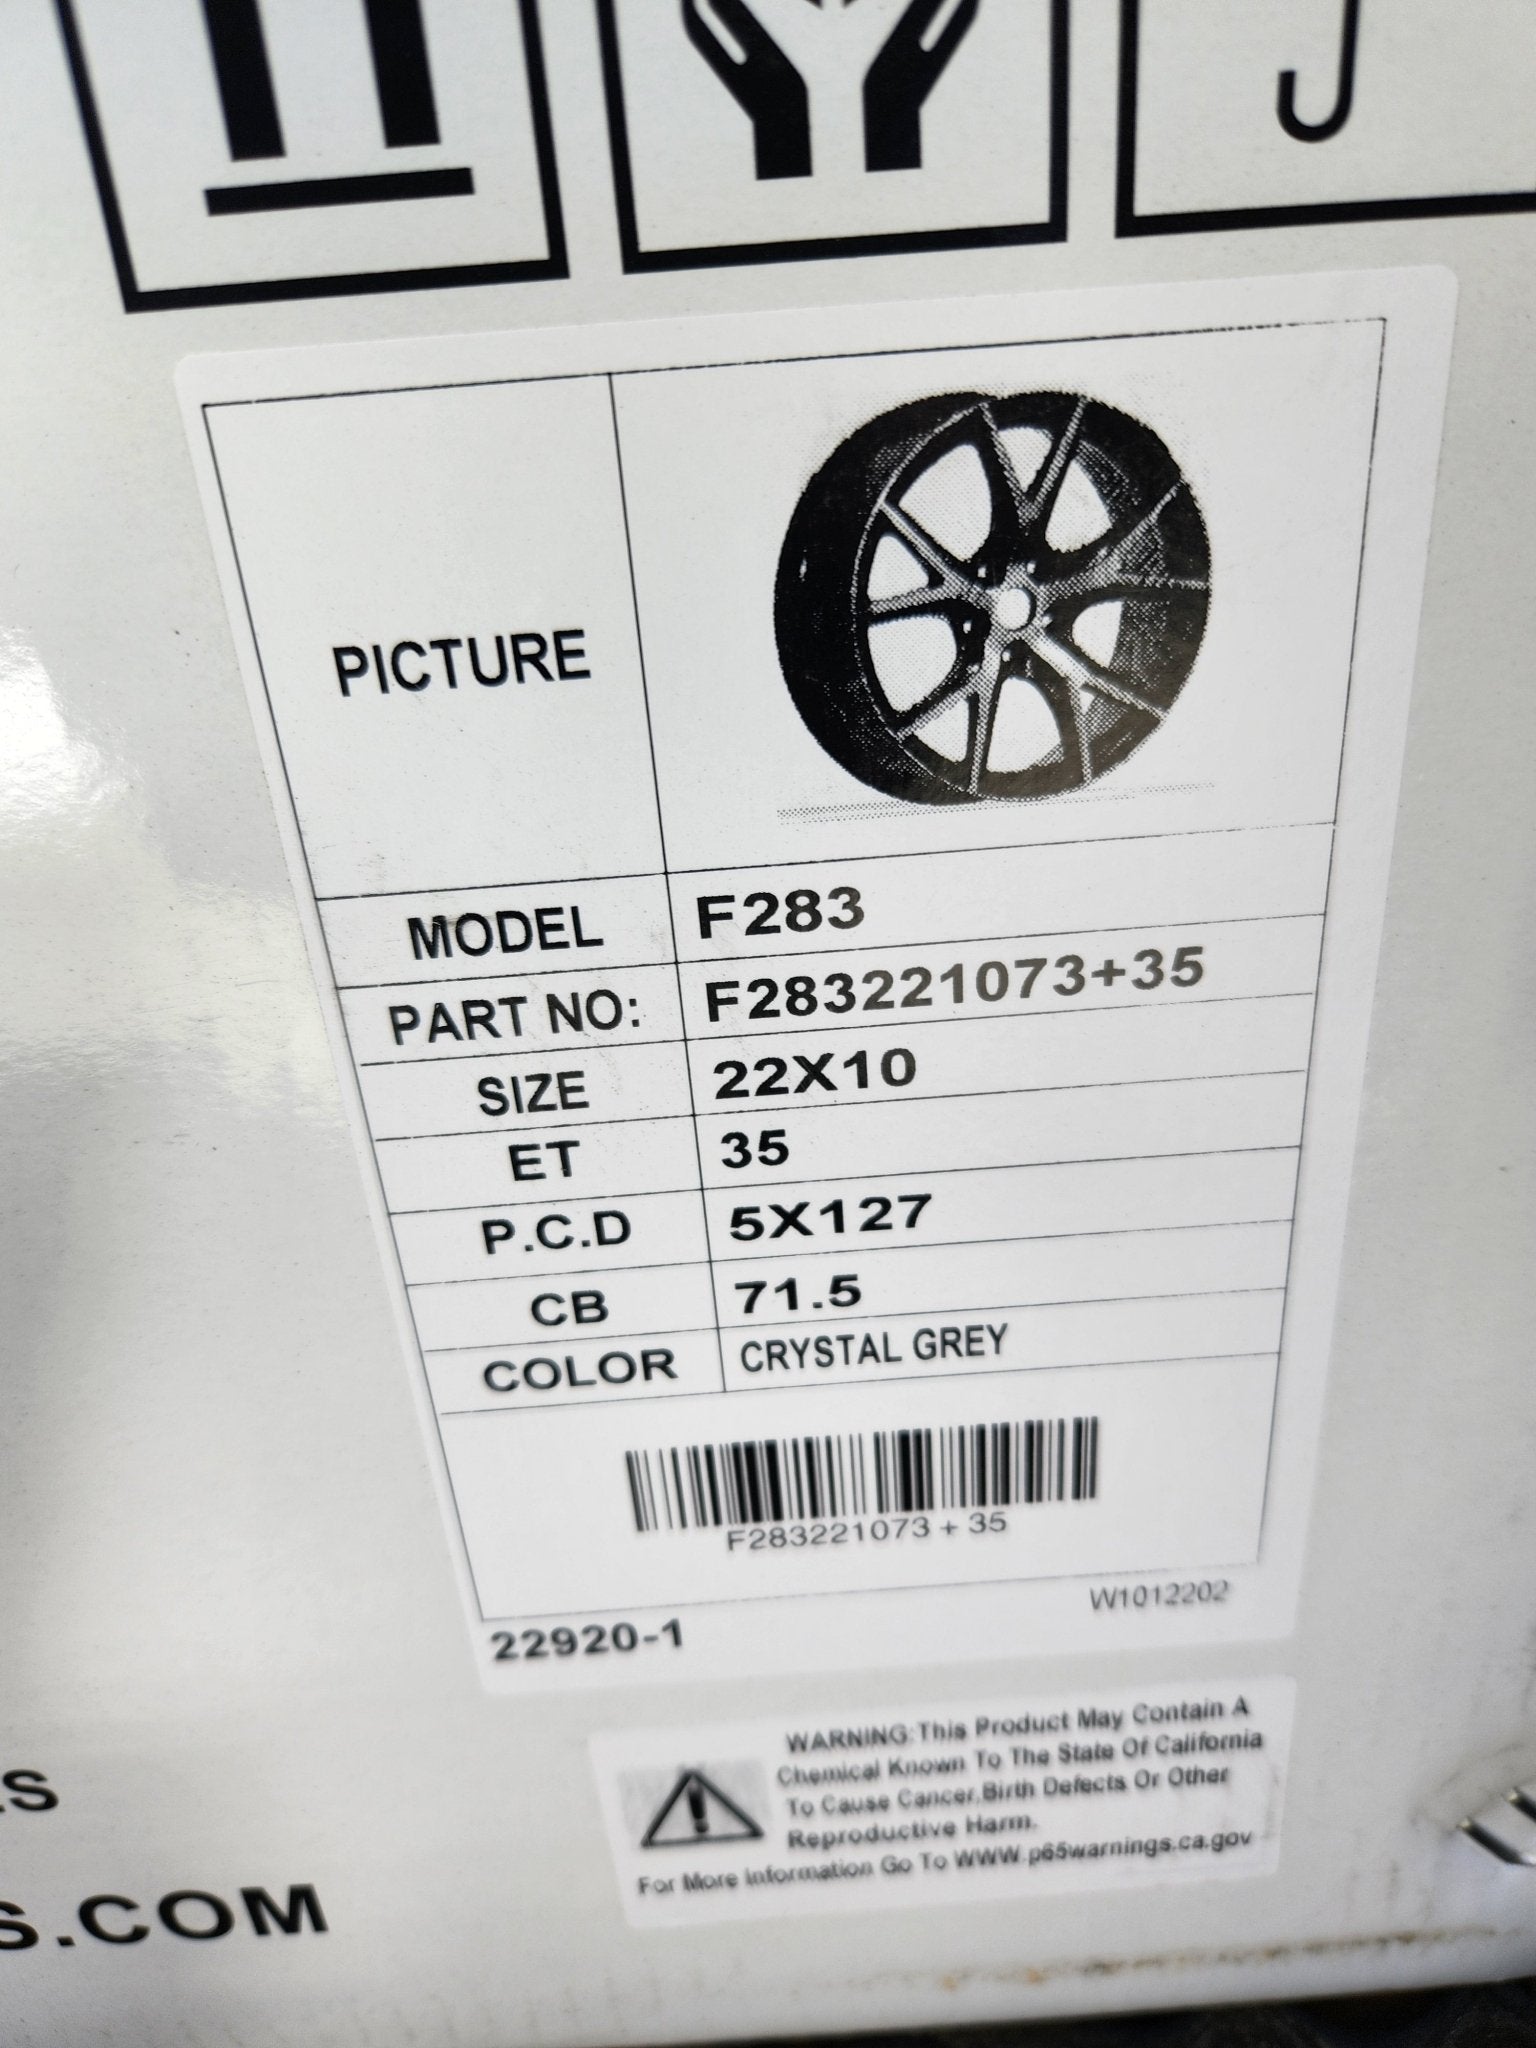 PICTURE
MODEL F283
PART NO: F283221073+35
SIZE 22X10
ET 35
P.C.D 5X127
CB 71.5
COLOR CRYSTAL GREY
F283221073 + 35
W1012202
22920-1
WARNING:This Product May Contain A
Chemical Known To The State Of California
To Cause Cancer,Birth Defects Or Other
Reproductive Harm.
For More Information Go To WWW.p65warnings.ca.gov
S.COM